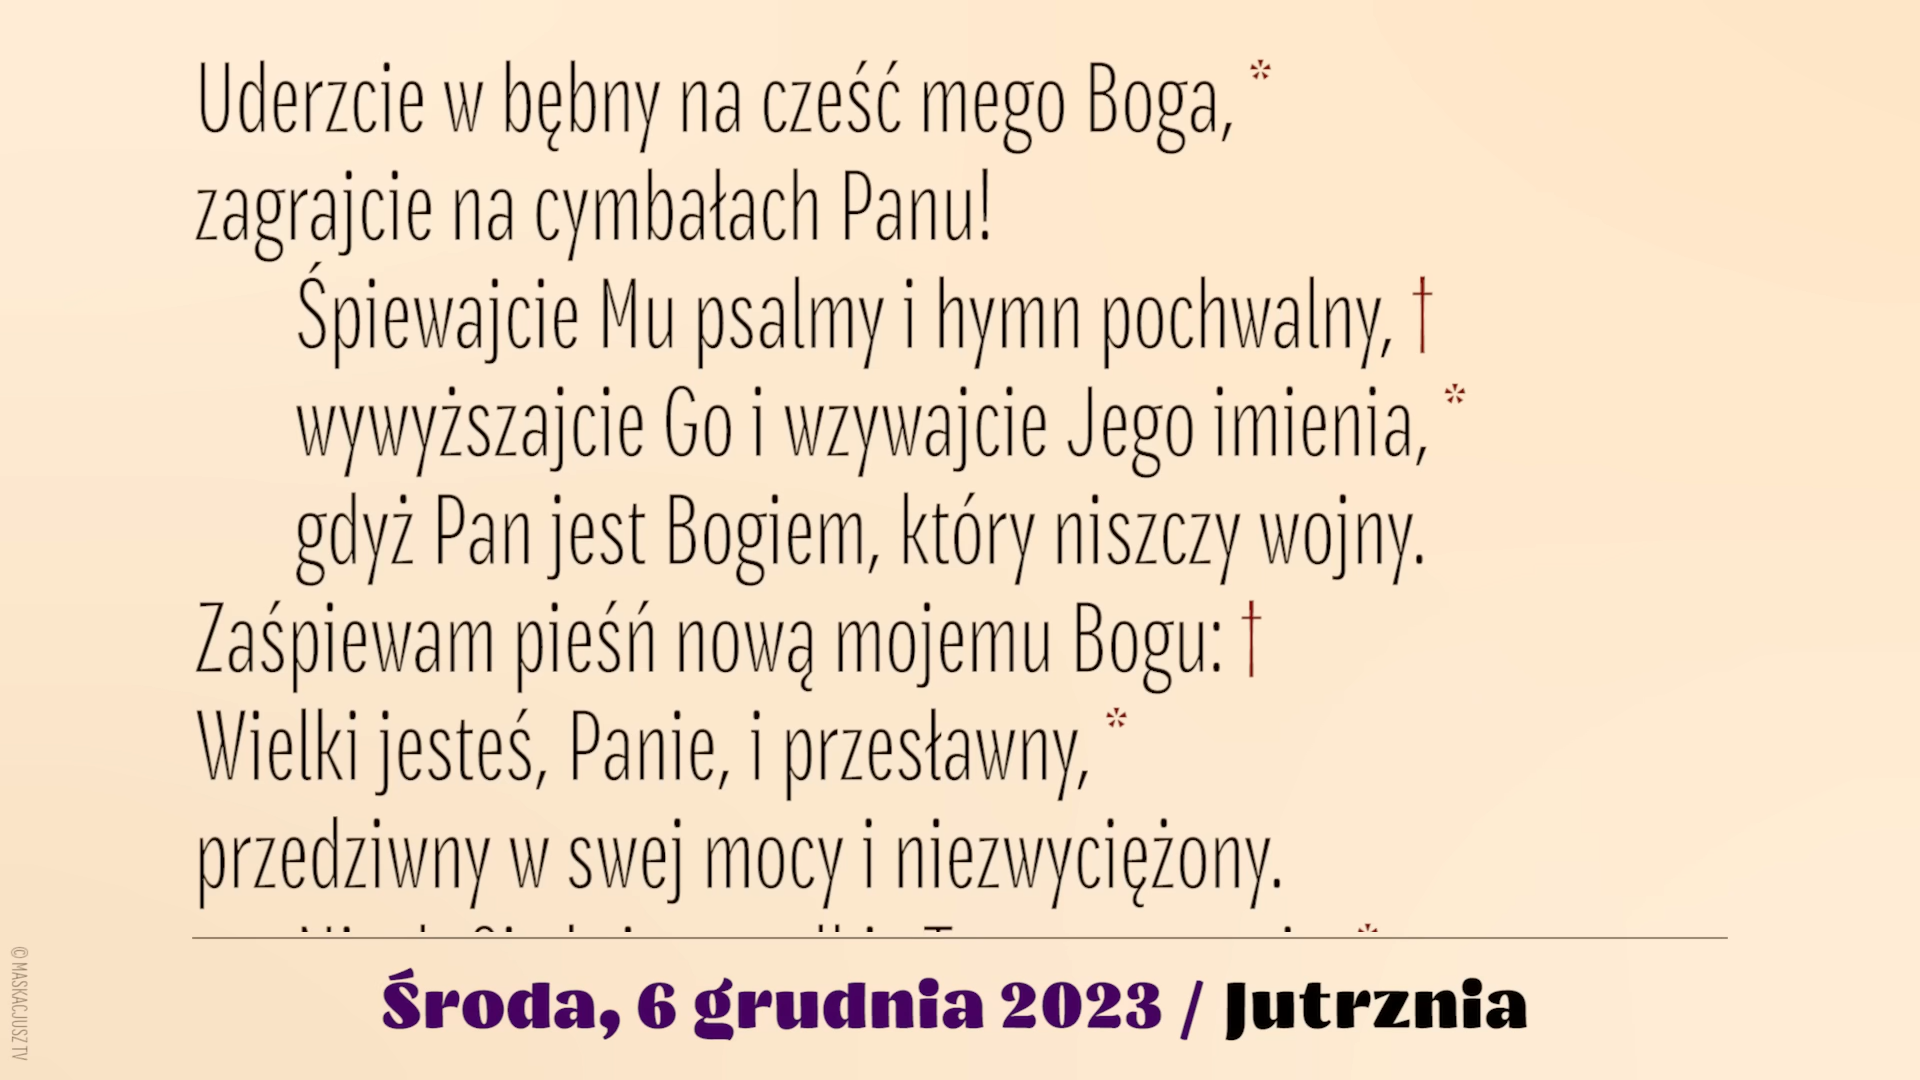 Uderzcie w bębny na cześć mego Boga, *
zagrajcie na cymbałach Panu!
Śpiewajcie Mu psalmy i hymn pochwalny, †
wywyższajcie Go i wzywajcie Jego imienia, *
gdyż Pan jest Bogiem, który niszczy wojny.
Zaśpiewam pieśń nową mojemu Bogu: †
Wielki jesteś, Panie, i przesławny, *
przedziwny w swej mocy i niezwyciężony.
Środa, 6 grudnia 2023 / Jutrznia
© MASKACJUSZ TV